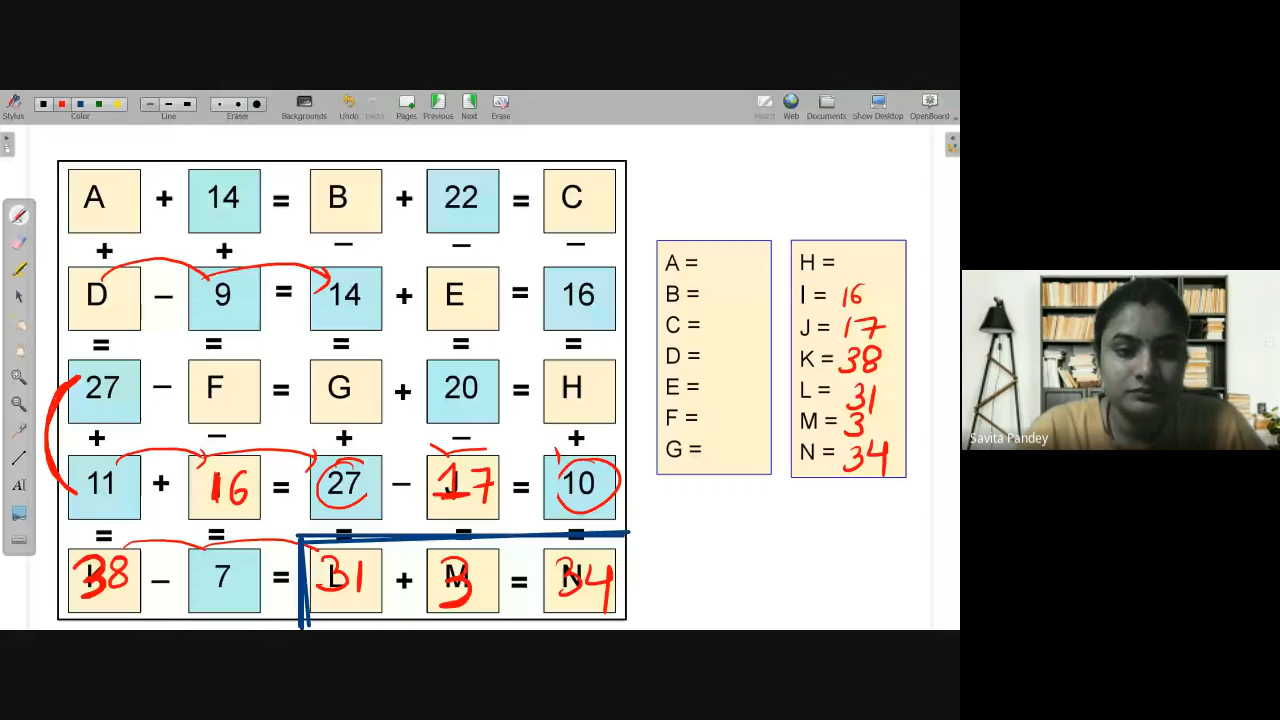 Stylus Color Line Eraser Backgrounds Undo Redo Pages Previous Next Erase Board Web Documents Show Desktop OpenBoard
A + 14 = B + 22 = C
+ + − − −
D − 9 = 14 + E = 16
= = = = =
27 − F = G + 20 = H
+ − + − +
11 + 16 = 27 − 17 = 10
= = = = =
38 − 7 = 31 + 3 = 34
A =
B =
C =
D =
E =
F =
G =
H =
I = 16
J = 17
K = 38
L = 31
M = 3
N = 34
Savita Pandey